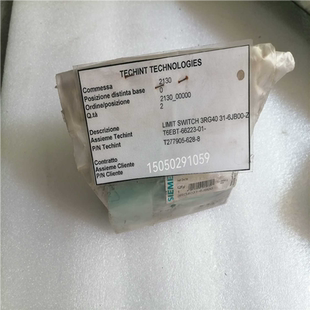 TECHINT TECHNOLOGIES
Commessa 2130
Posizione distinta base 0
Ordine/posizione 2130_00000
Q.tà 2
Descrizione LIMIT SWITCH 3RG40 31-6JB00-Z
Assieme Techint T6EBT-66223-01-
P/N Techint T277905-628-8
Contratto
Assieme Cliente
P/N Cliente
15050291059